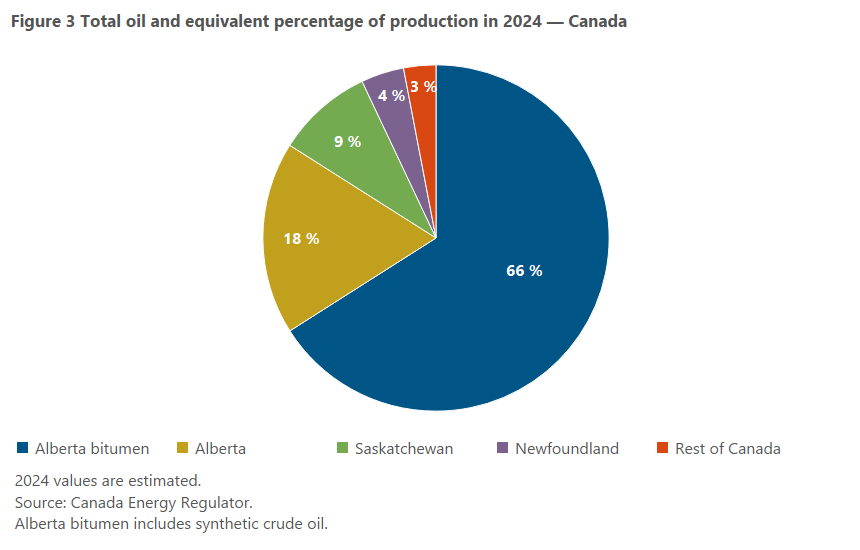 Figure 3 Total oil and equivalent percentage of production in 2024 — Canada
3 %
4 %
9 %
18 %
66 %
Alberta bitumen Alberta Saskatchewan Newfoundland Rest of Canada
2024 values are estimated.
Source: Canada Energy Regulator.
Alberta bitumen includes synthetic crude oil.